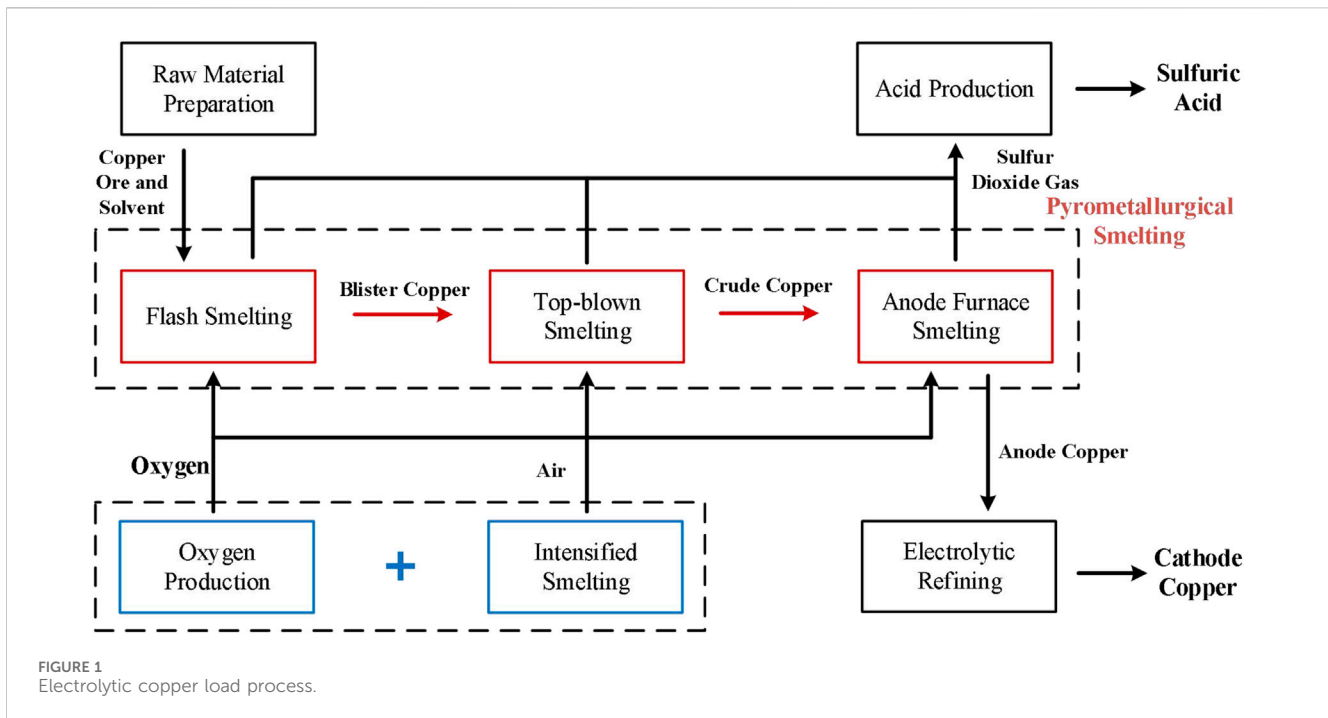 Raw Material
Preparation
Acid Production
Sulfuric
Acid
Copper
Ore and
Solvent
Sulfur
Dioxide Gas
Pyrometallurgical
Smelting
Flash Smelting
Blister Copper
Top-blown
Smelting
Crude Copper
Anode Furnace
Smelting
Oxygen
Air
Anode Copper
Oxygen
Production
+
Intensified
Smelting
Electrolytic
Refining
Cathode
Copper
FIGURE 1
Electrolytic copper load process.